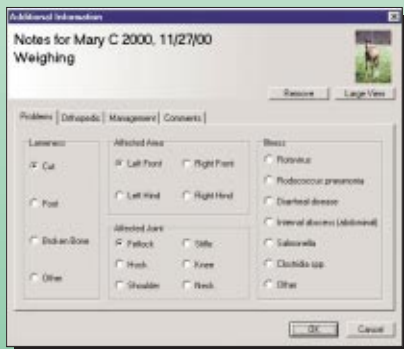 Additional Information
Notes for Mary C 2000, 11/27/00
Weighing
Remove
Large View
Problems
Orthopedic
Management
Comments
Lameness
Cut
Foot
Broken Bone
Other
Affected Area
Left Front
Right Front
Left Hind
Right Hind
Affected Joint
Fetlock
Stifle
Hock
Knee
Shoulder
Neck
Illness
Rotavirus
Rodococcus pneumonia
Diarrheal disease
Internal abscess (abdominal)
Salmonella
Clostridia spp.
Other
OK
Cancel